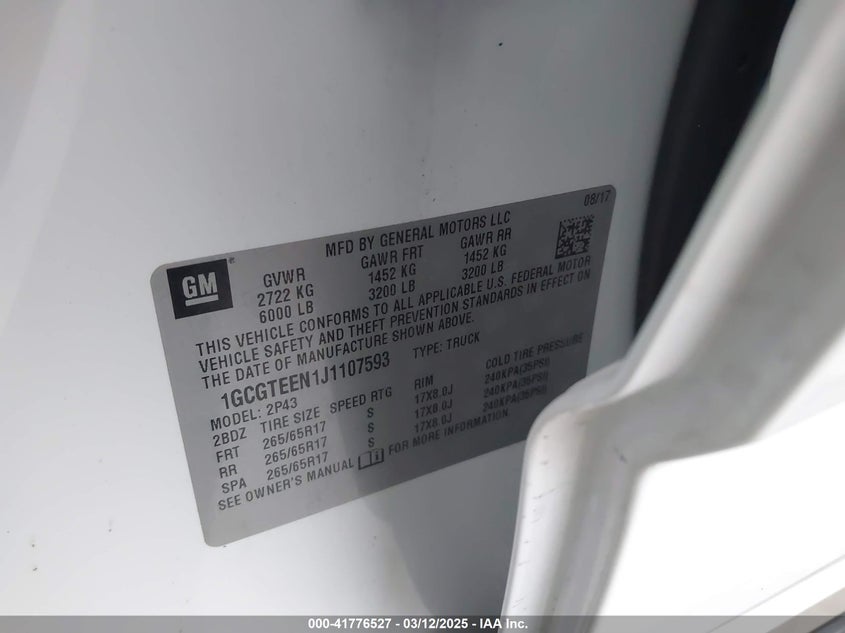 08/17
MFD BY GENERAL MOTORS LLC
GM
GVWR GAWR FRT GAWR RR
2722 KG 1452 KG 1452 KG
6000 LB 3200 LB 3200 LB
THIS VEHICLE CONFORMS TO ALL APPLICABLE U.S. FEDERAL MOTOR
VEHICLE SAFETY AND THEFT PREVENTION STANDARDS IN EFFECT ON
THE DATE OF MANUFACTURE SHOWN ABOVE.
1GCGTEEN1J1107593 TYPE: TRUCK
MODEL: 2P43
2BDZ TIRE SIZE SPEED RTG RIM COLD TIRE PRESSURE
FRT 265/65R17 S 17X8.0J 240KPA(35PSI)
RR 265/65R17 S 17X8.0J 240KPA(35PSI)
SPA 265/65R17 S 17X8.0J 240KPA(35PSI)
SEE OWNER'S MANUAL FOR MORE INFORMATION.
000-41776527 - 03/12/2025 - IAAI Inc.